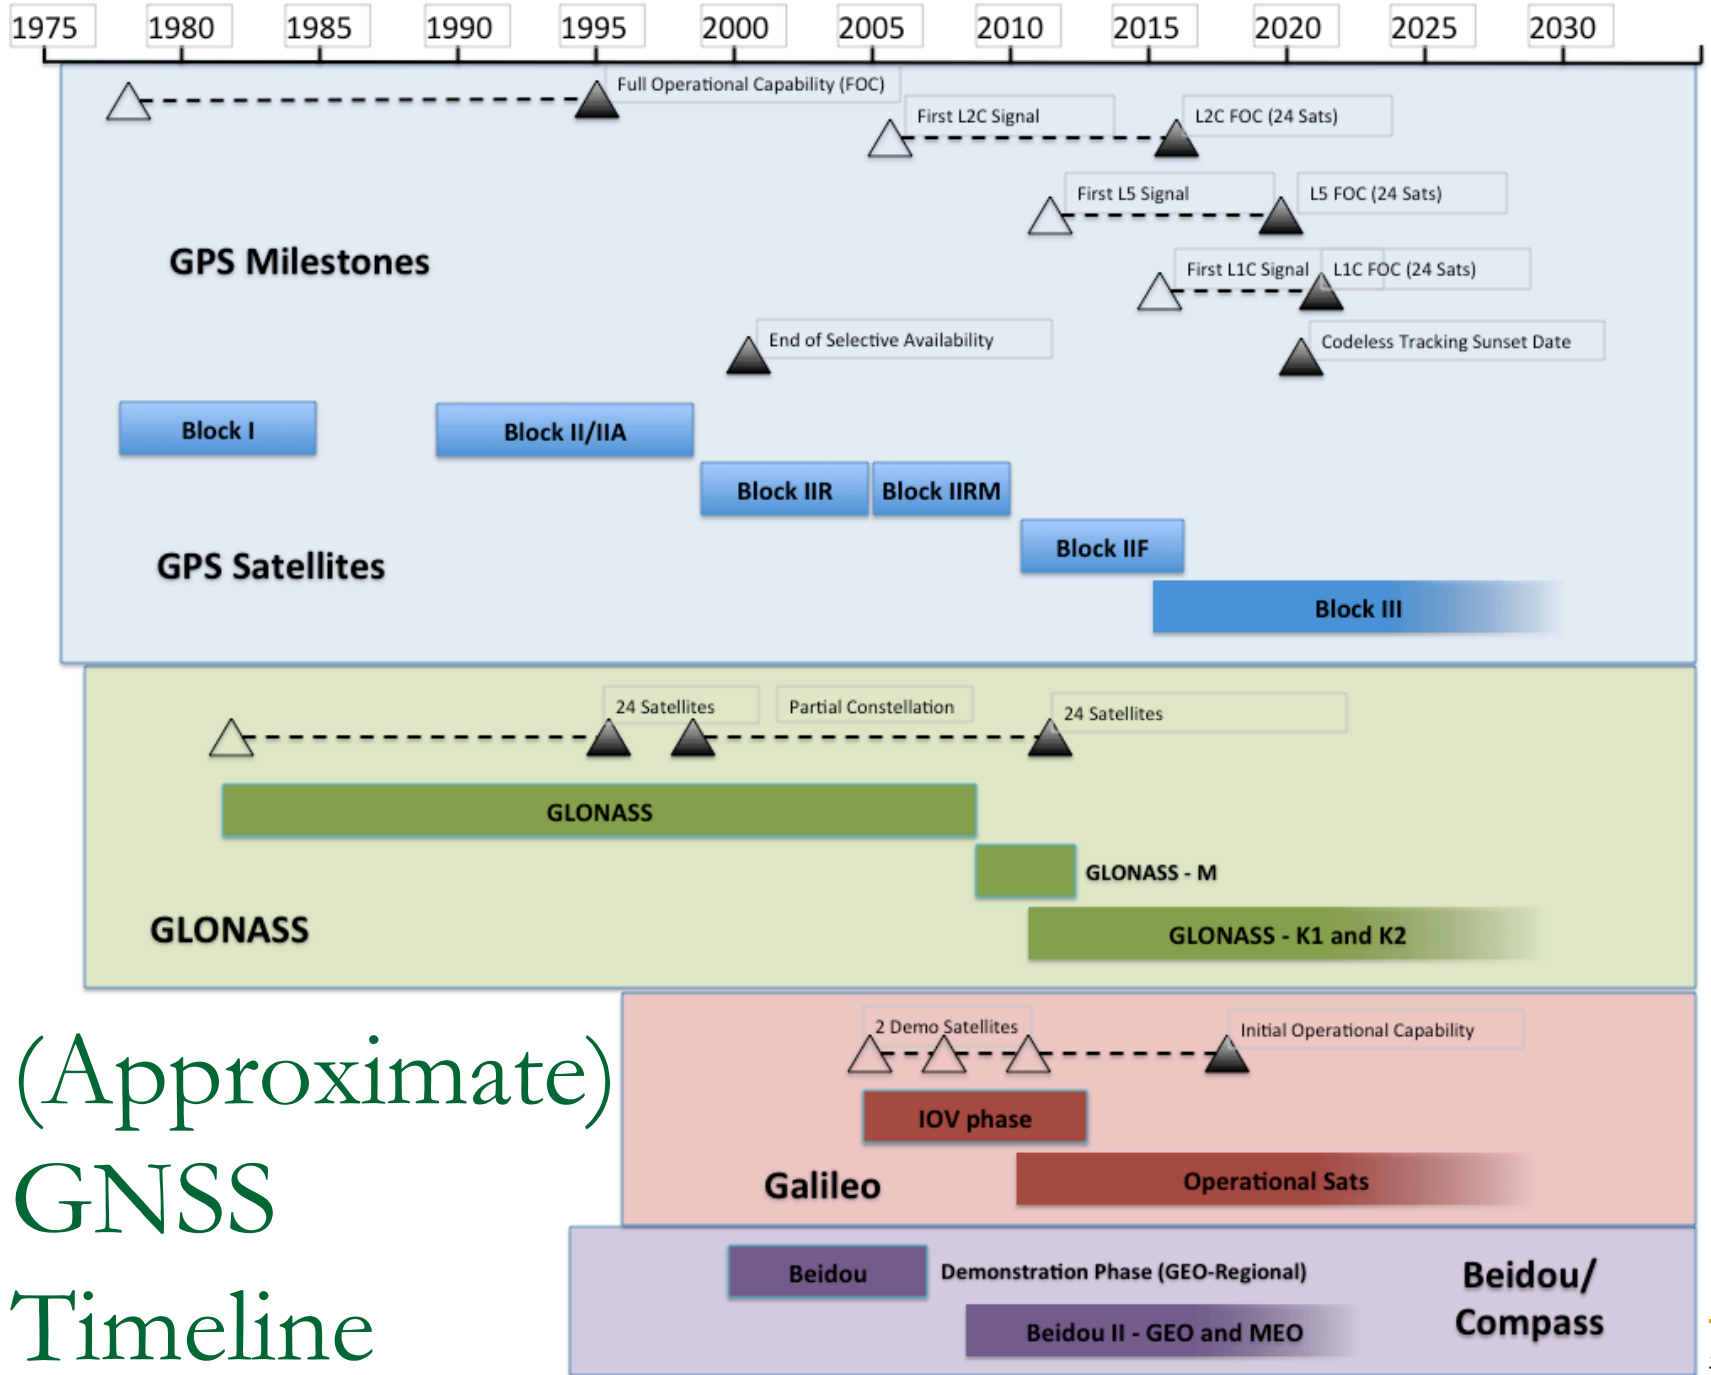 1975 1980 1985 1990 1995 2000 2005 2010 2015 2020 2025 2030
Full Operational Capability (FOC)
First L2C Signal
L2C FOC (24 Sats)
First L5 Signal
L5 FOC (24 Sats)
GPS Milestones
First L1C Signal
L1C FOC (24 Sats)
End of Selective Availability
Codeless Tracking Sunset Date
Block I
Block II/IIA
Block IIR
Block IIRM
Block IIF
GPS Satellites
Block III
24 Satellites
Partial Constellation
24 Satellites
GLONASS
GLONASS - M
GLONASS
GLONASS - K1 and K2
2 Demo Satellites
Initial Operational Capability
IOV phase
Galileo
Operational Sats
Beidou
Demonstration Phase (GEO-Regional)
Beidou/
Compass
Beidou II - GEO and MEO
(Approximate)
GNSS
Timeline